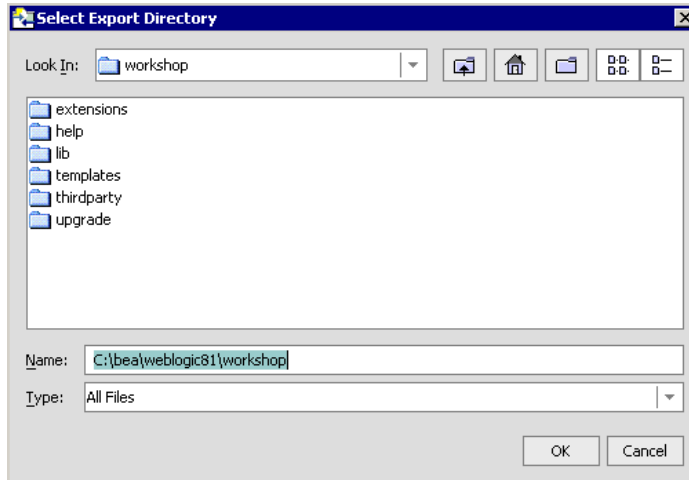 Select Export Directory
Look In: workshop
extensions
help
lib
templates
thirdparty
upgrade
Name: C:\bea\weblogic81\workshop
Type: All Files
OK Cancel